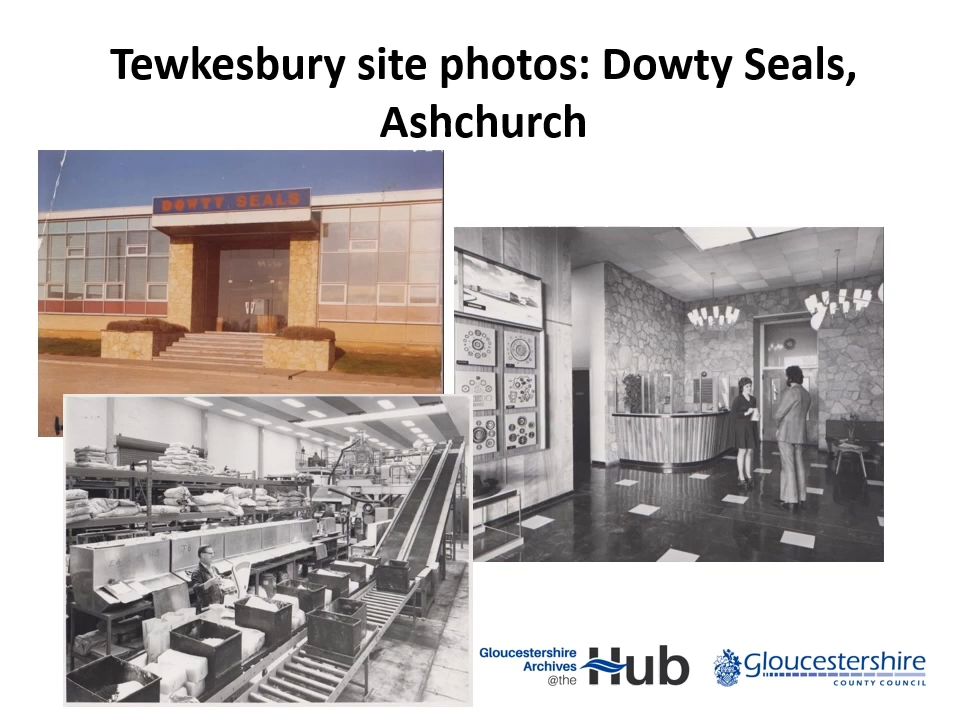 Tewkesbury site photos: Dowty Seals,
Ashchurch
DOWTY SEALS
Gloucestershire
Archives
@the
Hub
Gloucestershire
COUNTY COUNCIL